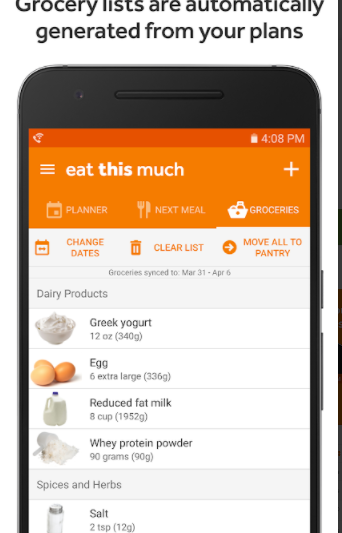 Grocery lists are automatically
generated from your plans
4:08 PM
eat this much
PLANNER
NEXT MEAL
GROCERIES
CHANGE DATES
CLEAR LIST
MOVE ALL TO PANTRY
Groceries synced to: Mar 31 - Apr 6
Dairy Products
Greek yogurt
12 oz (340g)
Egg
6 extra large (336g)
Reduced fat milk
8 cup (1952g)
Whey protein powder
90 grams (90g)
Spices and Herbs
Salt
2 tsp (12g)